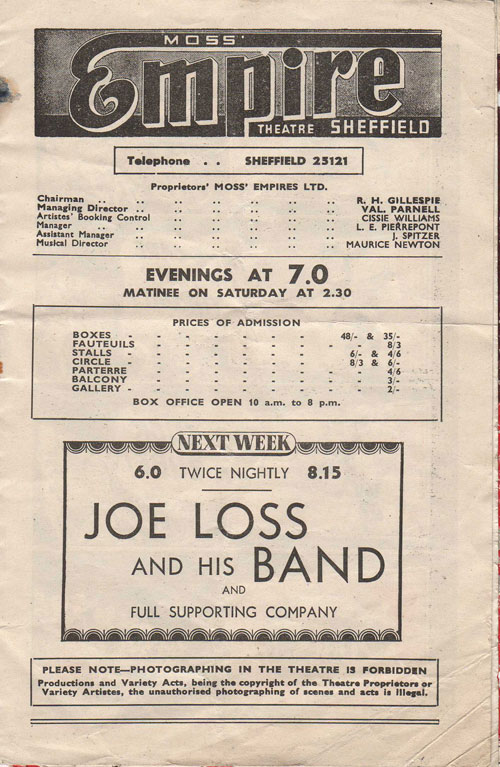 MOSS'
Empire
THEATRE SHEFFIELD
Telephone . . SHEFFIELD 25121
Proprietors' MOSS' EMPIRES LTD.
Chairman .. .. .. .. .. .. .. R. H. GILLESPIE
Managing Director .. .. .. .. .. .. VAL. PARNELL
Artistes' Booking Control .. .. .. .. .. CISSIE WILLIAMS
Manager .. .. .. .. .. .. .. L. E. PIERREPONT
Assistant Manager .. .. .. .. .. .. J. SPITZER
Musical Director .. .. .. .. .. .. MAURICE NEWTON
EVENINGS AT 7.0
MATINEE ON SATURDAY AT 2.30
PRICES OF ADMISSION
BOXES - - - - - - - 48/- & 35/-
FAUTEUILS - - - - - - 8/3
STALLS - - - - - - - 6/- & 4/6
CIRCLE - - - - - - - 8/3 & 6/-
PARTERRE - - - - - - - 4/6
BALCONY - - - - - - - 3/-
GALLERY - - - - - - - 2/-
BOX OFFICE OPEN 10 a.m. to 8 p.m.
NEXT WEEK
6.0 TWICE NIGHTLY 8.15
JOE LOSS
AND HIS BAND
AND
FULL SUPPORTING COMPANY
PLEASE NOTE—PHOTOGRAPHING IN THE THEATRE IS FORBIDDEN
Productions and Variety Acts, being the copyright of the Theatre Proprietors or
Variety Artistes, the unauthorised photographing of scenes and acts is illegal.